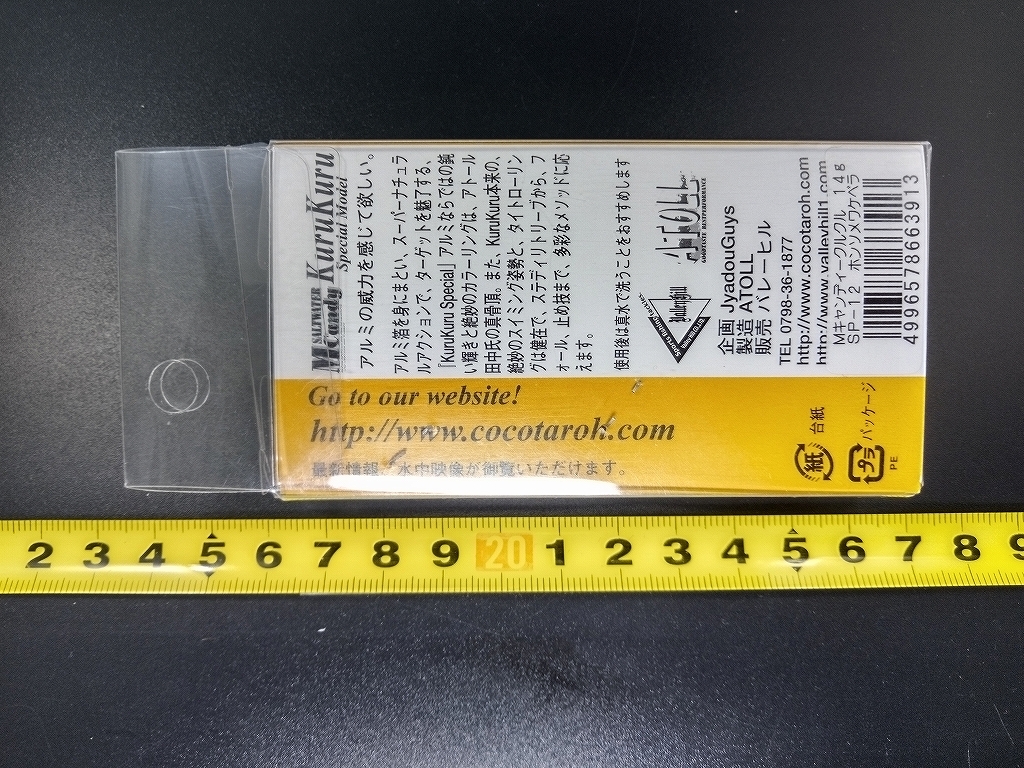 SALTWATER
MCandy KuruKuru
Special Model
アルミの威力を感じて欲しい。
アルミ箔を身にまとい、スーパーナチュラ
ルアクションで、ターゲットを魅了する、
「KuruKuru Special」アルミならではの鈍
い輝きと絶妙のカラーリングは、アトール
田中氏の真骨頂。また、KuruKuru本来の、
絶妙のスイミング姿勢と、タイトローリン
グは健在で、ステディリトリーブから、フ
ォール、止め技まで、多彩なメソッドに応
えます。
使用後は真水で洗うことをおすすめします
ATOLL
GOODTASTE BESTPERFORMANCE
Valleyhill
企画 JyadouGuys
製造 ATOLL
販売 バレーヒル
TEL 0798-36-1877
http://www.cocotaroh.com
http://www.valleyhill1.com
Mキャンディークルクル 14g
SP-12 ホンソメワケベラ
4996578663913
Go to our website!
http://www.cocotaroh.com
最新情報、水中映像が御覧いただけます。
紙
台紙
プラ
パッケージ
PE
2 3 4 5 6 7 8 9 20 1 2 3 4 5 6 7 8 9